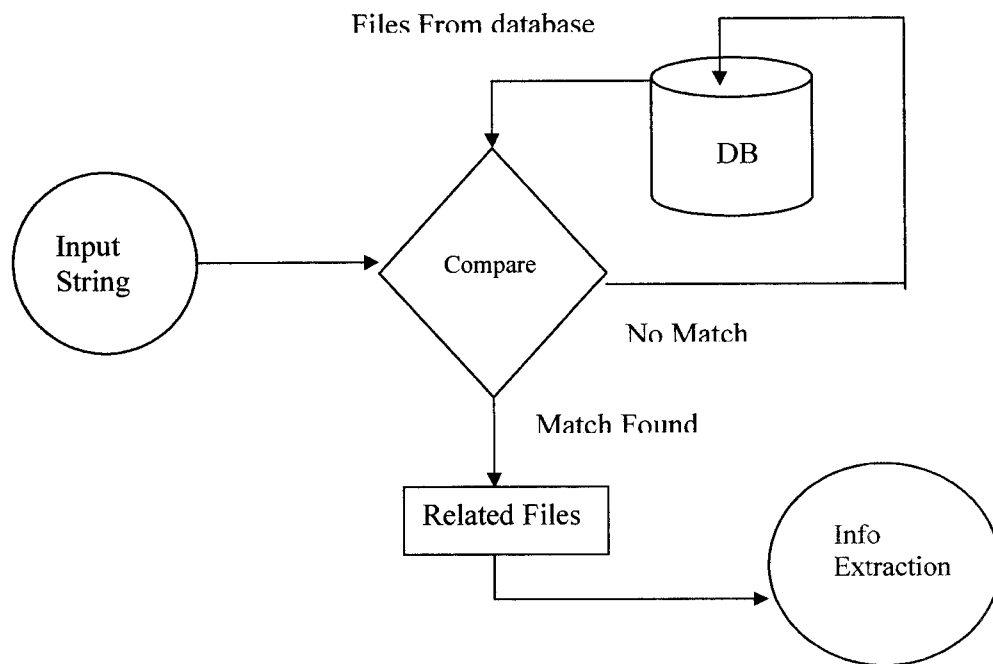 Files From database
DB
Input
String
Compare
No Match
Match Found
Related Files
Info
Extraction